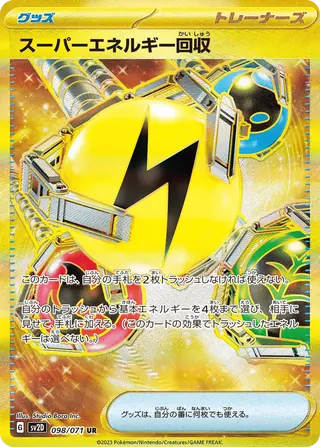 グッズ
トレーナーズ
スーパーエネルギー回収
このカードは、自分の手札を2枚トラッシュしなければ使えない。
自分のトラッシュから基本エネルギーを4枚まで選び、相手に
見せて、手札に加える。(このカードの効果でトラッシュしたエネル
ギーは選べない。)
Illus. Studio Bora Inc.
G sv2D 098/071 UR
グッズは、自分の番に何枚でも使える。
©2023 Pokémon/Nintendo/Creatures/GAME FREAK.